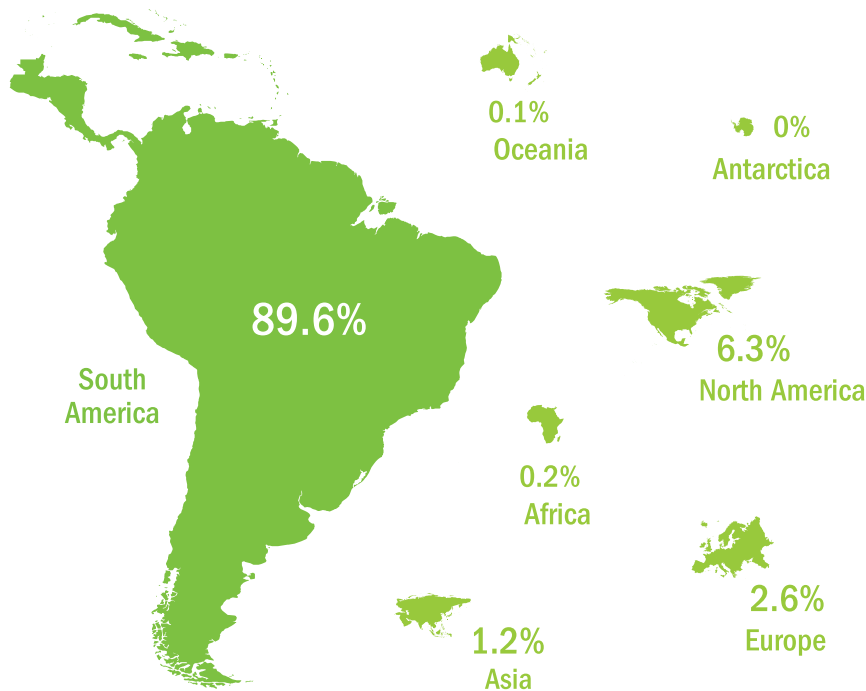 0.1%
Oceania
0%
Antarctica
89.6%
South
America
6.3%
North America
0.2%
Africa
2.6%
Europe
1.2%
Asia